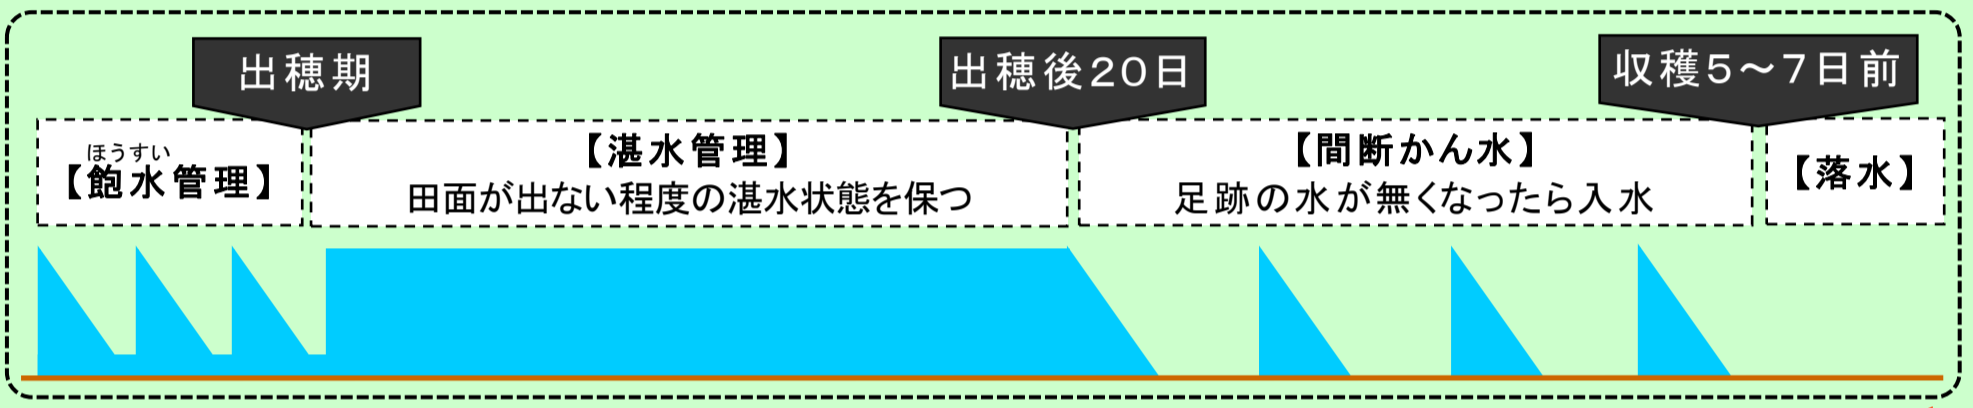 出穂期
出穂後20日
収穫5～7日前
ほうすい
【飽水管理】
【湛水管理】
田面が出ない程度の湛水状態を保つ
【間断かん水】
足跡の水が無くなったら入水
【落水】